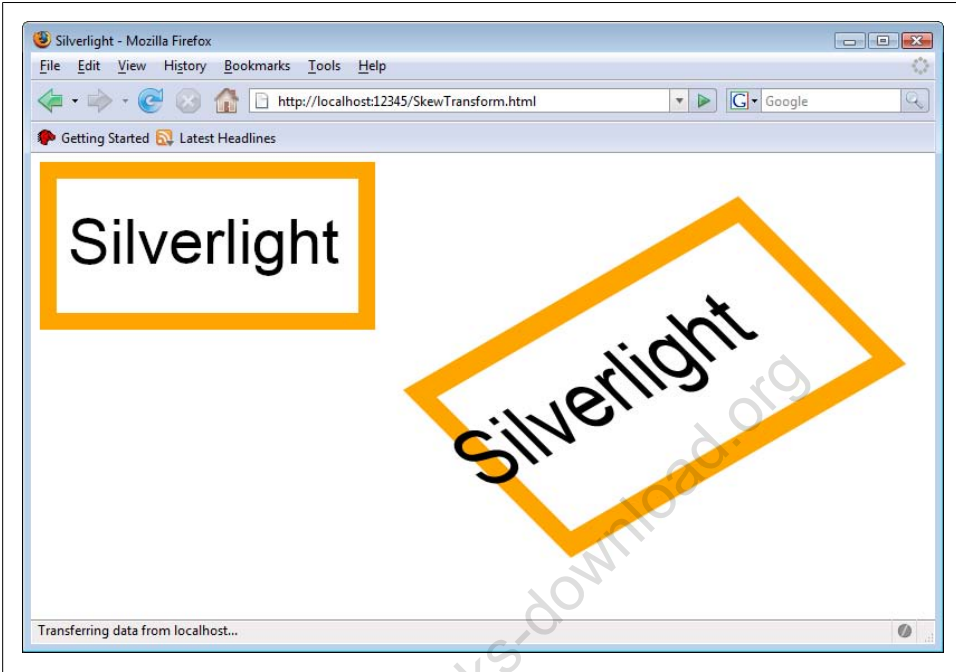 Silverlight - Mozilla Firefox
File Edit View History Bookmarks Tools Help
http://localhost:12345/SkewTransform.html
G Google
Getting Started Latest Headlines
Silverlight
Silverlight
Transferring data from localhost...
ks-download.org